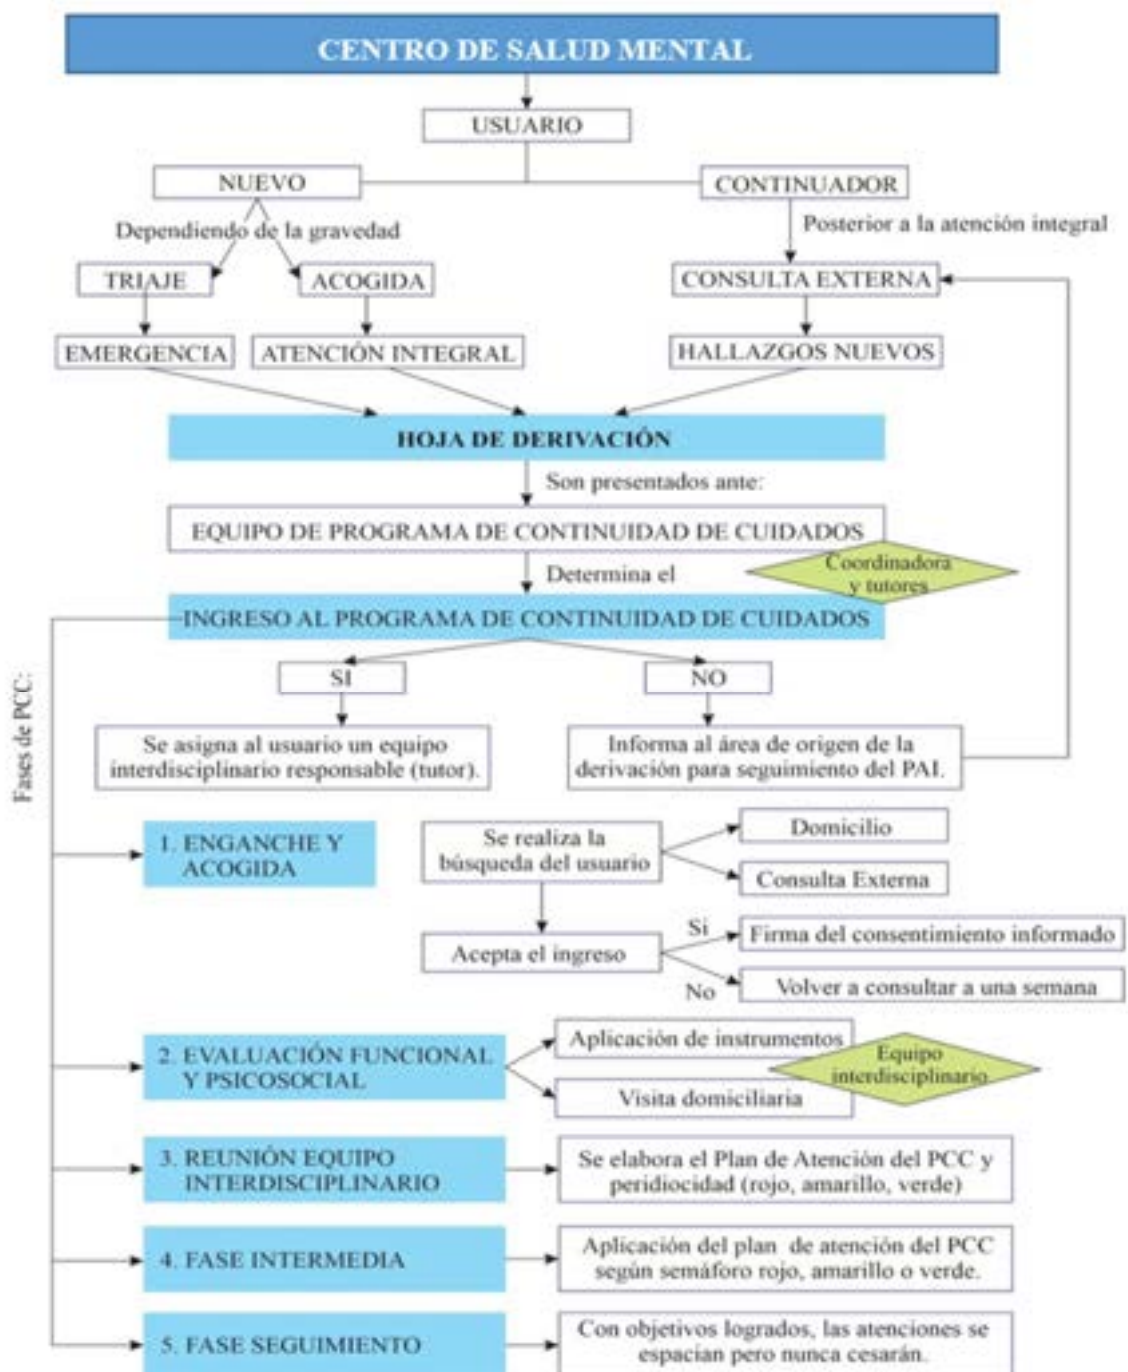 CENTRO DE SALUD MENTAL
USUARIO
NUEVO
CONTINUADOR
Dependiendo de la gravedad
Posterior a la atención integral
TRIAJE
ACOGIDA
CONSULTA EXTERNA
EMERGENCIA
ATENCIÓN INTEGRAL
HALLAZGOS NUEVOS
HOJA DE DERIVACIÓN
Son presentados ante:
EQUIPO DE PROGRAMA DE CONTINUIDAD DE CUIDADOS
Coordinadora
y tutores
Determina el
INGRESO AL PROGRAMA DE CONTINUIDAD DE CUIDADOS
SI
NO
Se asigna al usuario un equipo
interdisciplinario responsable (tutor).
Informa al área de origen de la
derivación para seguimiento del PAI.
Fases de PCC:
1. ENGANCHE Y
ACOGIDA
Se realiza la
búsqueda del usuario
Domicilio
Consulta Externa
Acepta el ingreso
Si
Firma del consentimiento informado
No
Volver a consultar a una semana
2. EVALUACIÓN FUNCIONAL
Y PSICOSOCIAL
Aplicación de instrumentos
Visita domiciliaria
Equipo
interdisciplinario
3. REUNIÓN EQUIPO
INTERDISCIPLINARIO
Se elabora el Plan de Atención del PCC y
peridiocidad (rojo, amarillo, verde)
4. FASE INTERMEDIA
Aplicación del plan de atención del PCC
según semáforo rojo, amarillo o verde.
5. FASE SEGUIMIENTO
Con objetivos logrados, las atenciones se
espacian pero nunca cesarán.